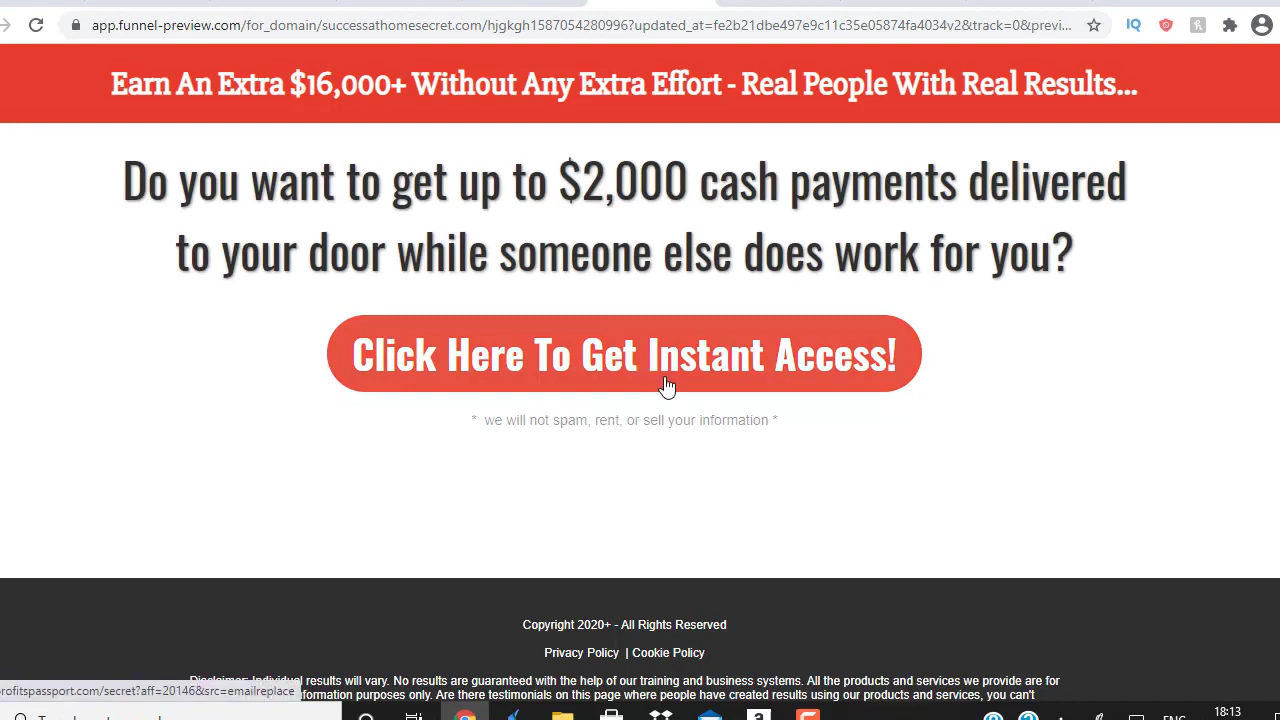 app.funnel-preview.com/for_domain/successathomesecret.com/hjgkgh1587054280996?updated_at=fe2b21dbe497e9c11c35e05874fa4034v2&track=0&previ...
IQ
Earn An Extra $16,000+ Without Any Extra Effort - Real People With Real Results...
Do you want to get up to $2,000 cash payments delivered
to your door while someone else does work for you?
Click Here To Get Instant Access!
* we will not spam, rent, or sell your information *
Copyright 2020+ - All Rights Reserved
Privacy Policy | Cookie Policy
Disclaimer: Individual results will vary. No results are guaranteed with the help of our training and business systems. All the products and services we provide are for
purposes only. Are there testimonials on this page where people have created results using our products and services, you can't
rofitspassport.com/secret?aff=20146&src=emailreplace
ENG
18:13